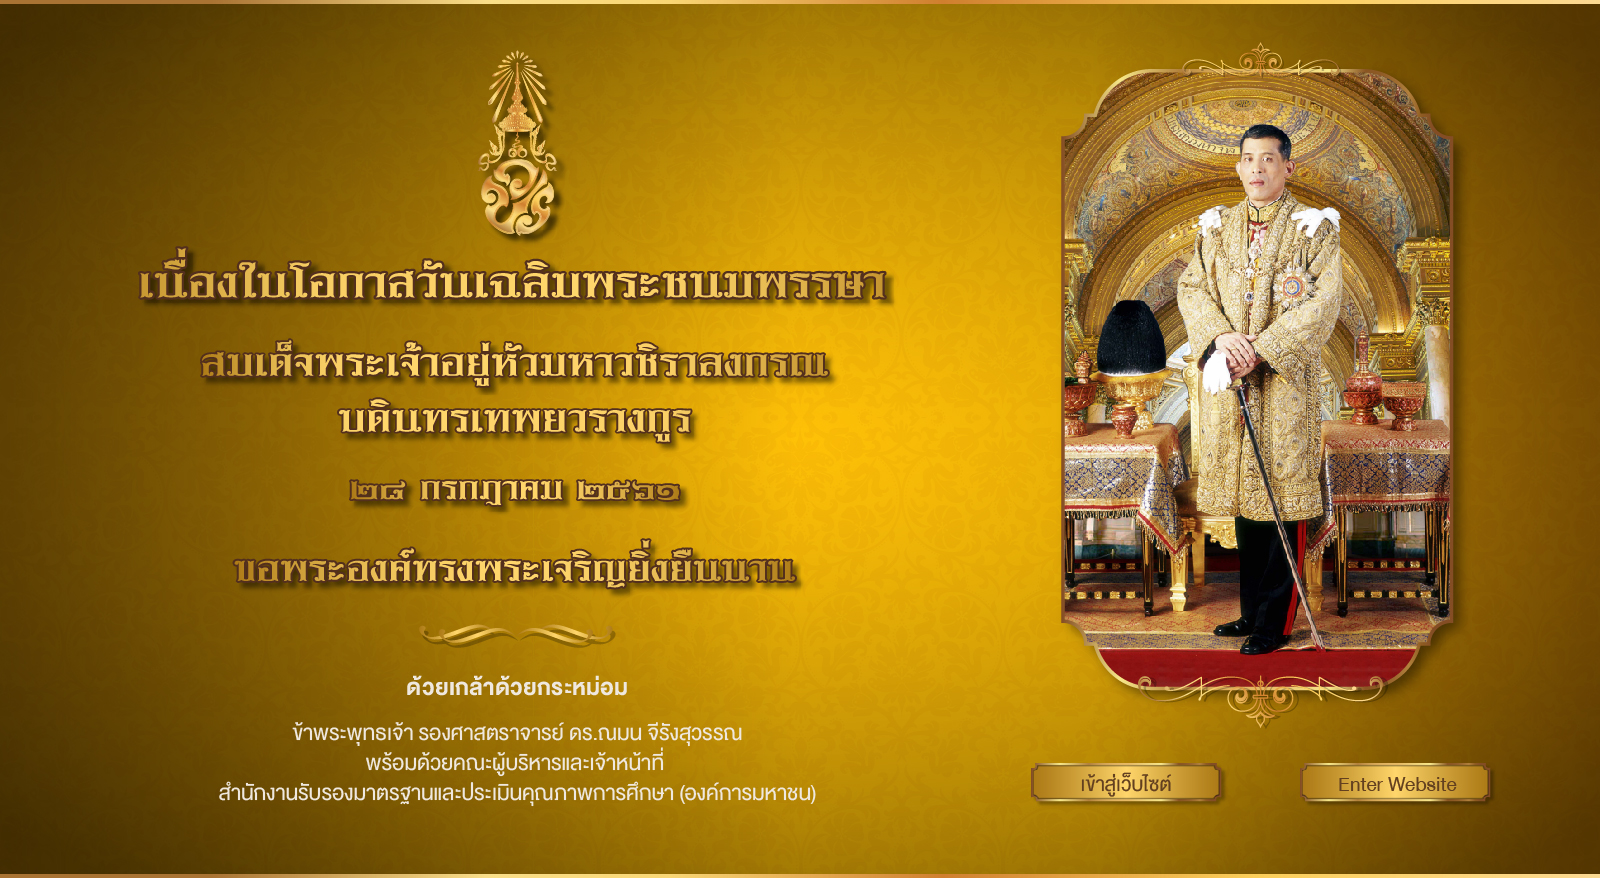 เนื่องในโอกาสวันเฉลิมพระชนมพรรษา
สมเด็จพระเจ้าอยู่หัวมหาวชิราลงกรณ
บดินทรเทพยวรางกูร
๒๘ กรกฎาคม ๒๕๖๑
ขอพระองค์ทรงพระเจริญยิ่งยืนนาน
ด้วยเกล้าด้วยกระหม่อม
ข้าพระพุทธเจ้า รองศาสตราจารย์ ดร.ณมน จีรังสุวรรณ
พร้อมด้วยคณะผู้บริหารและเจ้าหน้าที่
สำนักงานรับรองมาตรฐานและประเมินคุณภาพการศึกษา (องค์การมหาชน)
เข้าสู่เว็บไซต์
Enter Website